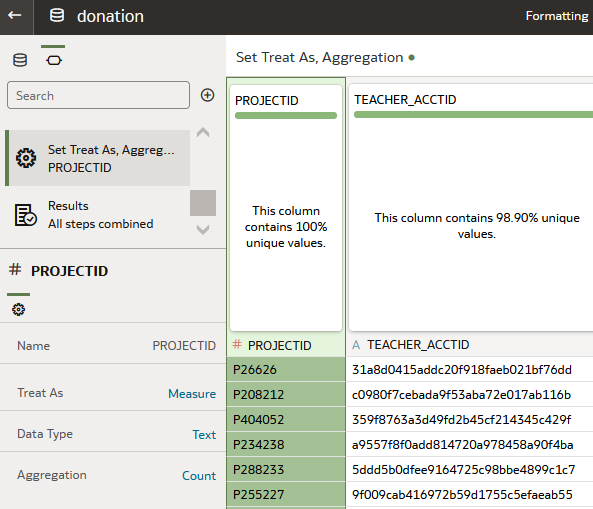 donation
Formatting
Search
Set Treat As, Aggreg...
PROJECTID
Results
All steps combined
# PROJECTID
Name PROJECTID
Treat As Measure
Data Type Text
Aggregation Count
Set Treat As, Aggregation
PROJECTID TEACHER_ACCTID
This column
contains 100%
unique values.
This column contains 98.90% unique
values.
# PROJECTID A TEACHER_ACCTID
P26626 31a8d0415addc20f918faeb021bf76dd
P208212 c0980f7cebada9f53aba72e017ab116b
P404052 359f8763a3d49fd2b45cf214345c429f
P234238 a9557f8f0add814720a978458a90f4ba
P288233 5ddd5b0dfee9164725c98bbe4899c1c7
P255227 9f009cab416972b59d1755c5efaeab55